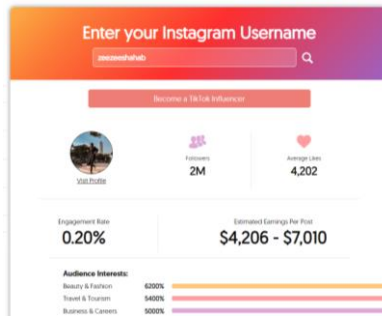 Enter your Instagram Username
zeezeeshahab
Become a TikTok Influencer
Visit Profile
Followers
2M
Average Likes
4,202
Engagement Rate
0.20%
Estimated Earnings Per Post
$4,206 - $7,010
Audience Interests:
Beauty & Fashion 6200%
Travel & Tourism 5400%
Business & Careers 5000%